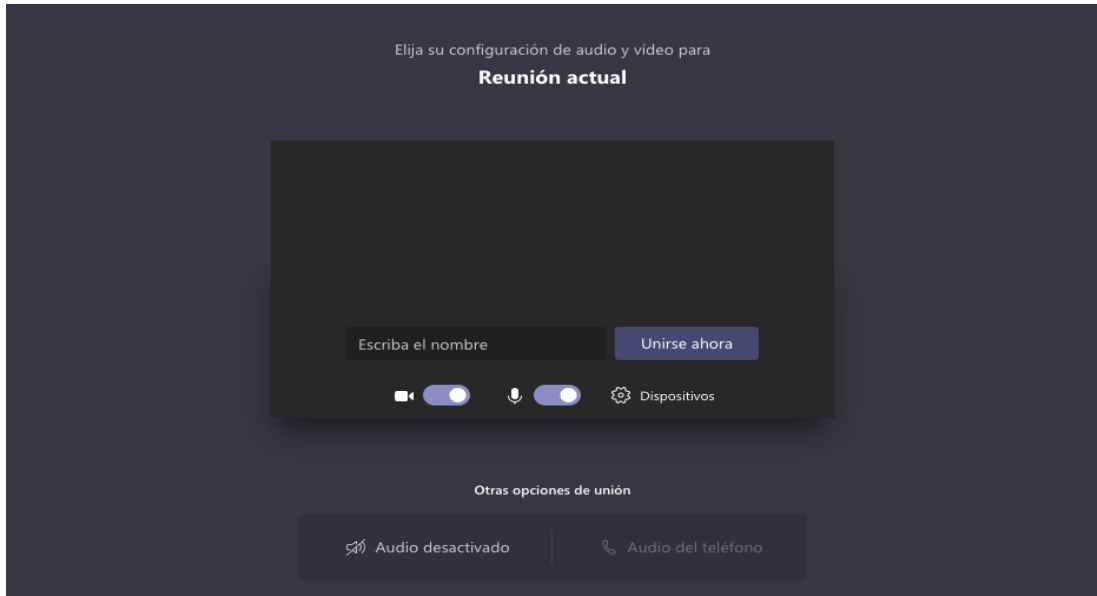 Elija su configuración de audio y vídeo para
Reunión actual
Escriba el nombre
Unirse ahora
Dispositivos
Otras opciones de unión
Audio desactivado
Audio del teléfono